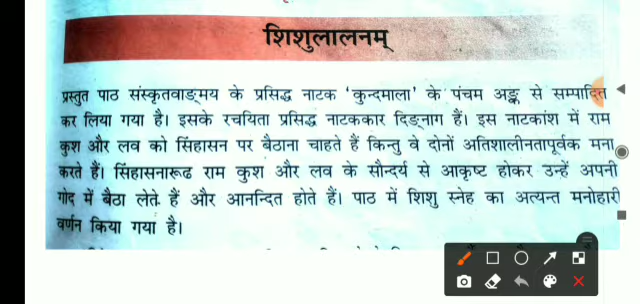 शिशुलालनम्
प्रस्तुत पाठ संस्कृतवाङ्मय के प्रसिद्ध नाटक 'कुन्दमाला' के पंचम अङ्क से सम्पादित
कर लिया गया है। इसके रचयिता प्रसिद्ध नाटककार दिङ्नाग हैं। इस नाटकांश में राम
कुश और लव को सिंहासन पर बैठाना चाहते हैं किन्तु वे दोनों अतिशालीनतापूर्वक मना
करते हैं। सिंहासनारूढ राम कुश और लव के सौन्दर्य से आकृष्ट होकर उन्हें अपनी
गोद में बैठा लेते हैं और आनन्दित होते हैं। पाठ में शिशु स्नेह का अत्यन्त मनोहारी
वर्णन किया गया है।